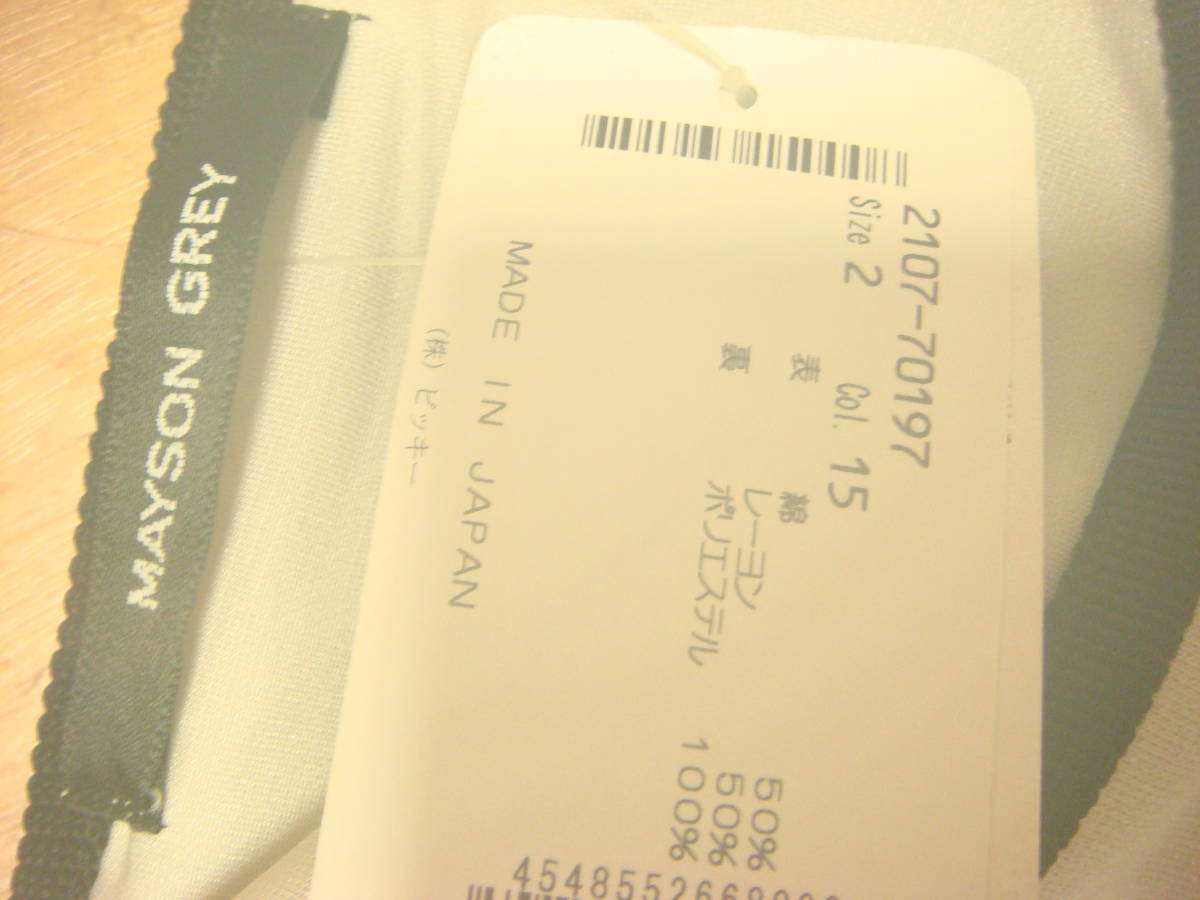 MAYSON GREY
2107-70197
Size 2 Col. 15
表 綿 50%
レーヨン 50%
裏 ポリエステル 100%
MADE IN JAPAN
(株) ビッキー